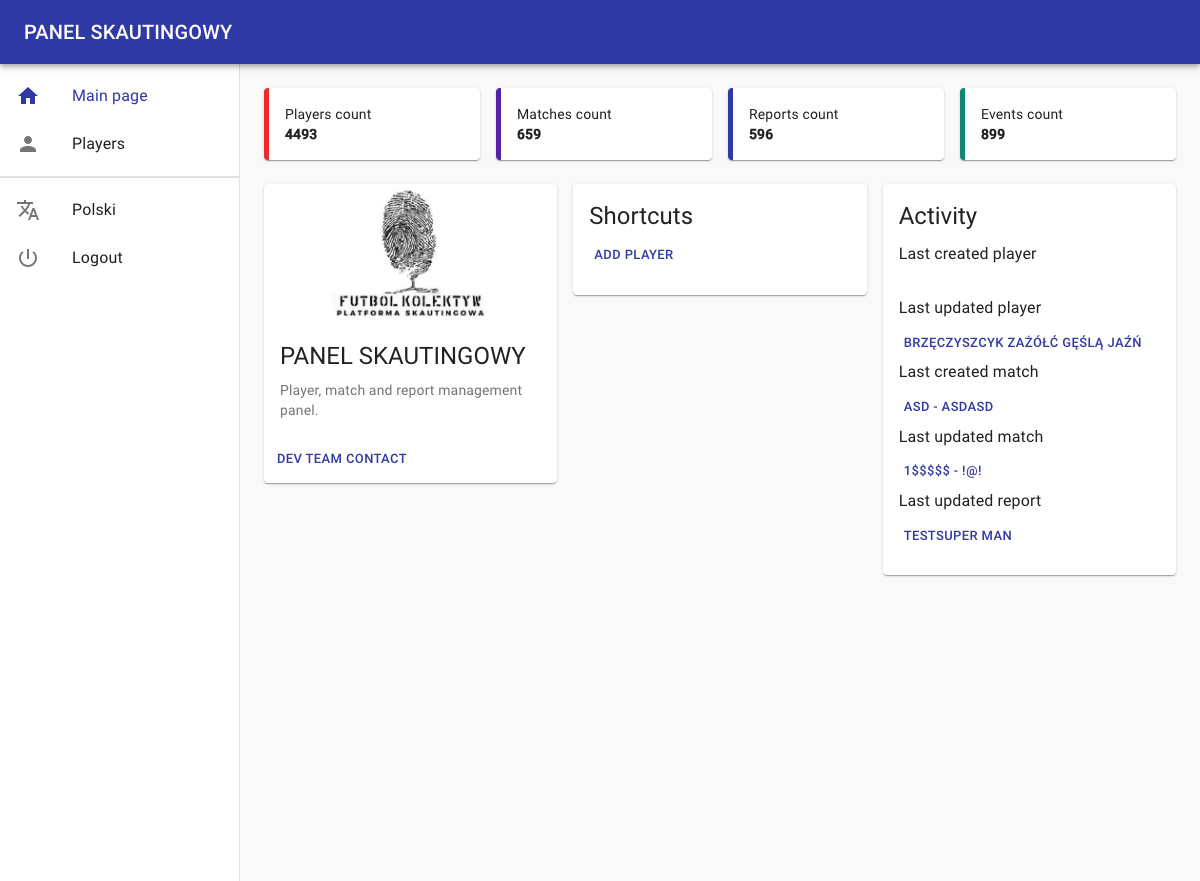 PANEL SKAUTINGOWY
Main page
Players
Polski
Logout
Players count
4493
Matches count
659
Reports count
596
Events count
899
FUTBOL KOLEKTYW
PLATFORMA SKAUTINGOWA
PANEL SKAUTINGOWY
Player, match and report management
panel.
DEV TEAM CONTACT
Shortcuts
ADD PLAYER
Activity
Last created player
Last updated player
BRZĘCZYSZCYK ZAŻÓŁĆ GĘŚLĄ JAŹŃ
Last created match
ASD - ASDASD
Last updated match
1$$$$$ - !@!
Last updated report
TESTSUPER MAN